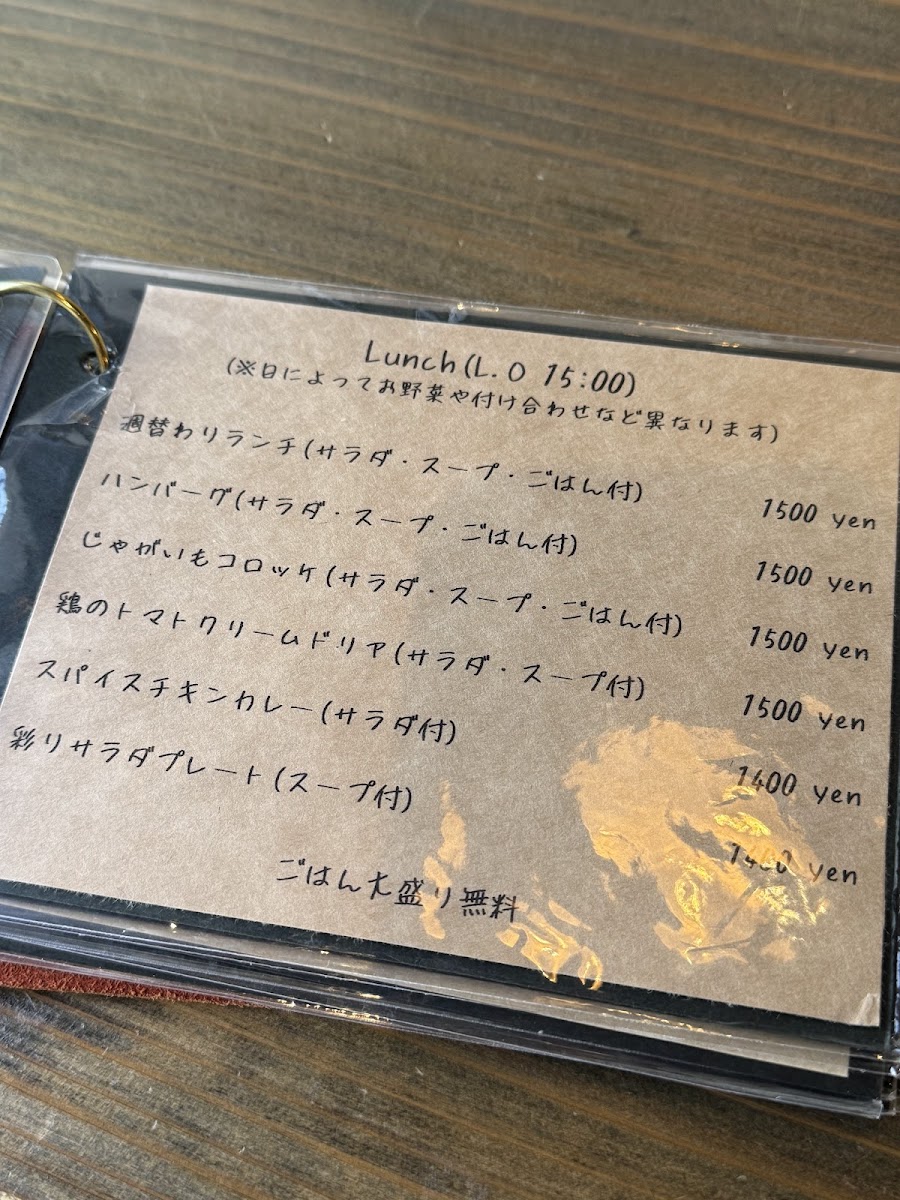 Lunch(L.O 15:00)
(※日によってお野菜や付け合わせなど異なります)
週替わりランチ(サラダ・スープ・ごはん付) 1500 yen
ハンバーグ(サラダ・スープ・ごはん付) 1500 yen
じゃがいもコロッケ(サラダ・スープ・ごはん付) 1500 yen
鶏のトマトクリームドリア(サラダ・スープ付) 1500 yen
スパイスチキンカレー(サラダ付) 1400 yen
彩りサラダプレート(スープ付) 1400 yen
ごはん大盛り無料